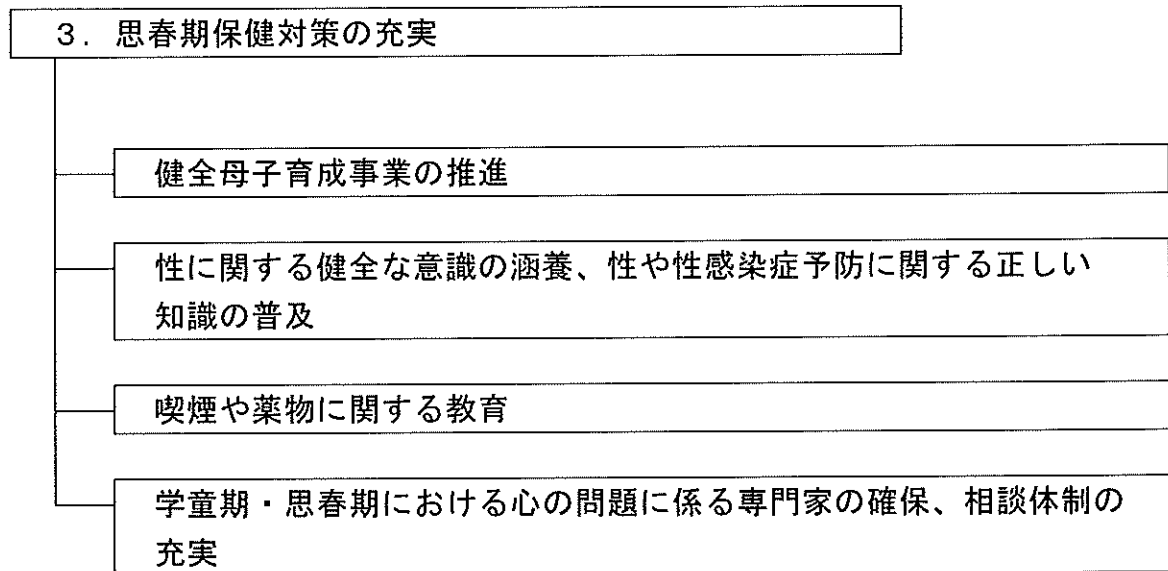 ３．思春期保健対策の充実
健全母子育成事業の推進
性に関する健全な意識の涵養、性や性感染症予防に関する正しい
知識の普及
喫煙や薬物に関する教育
学童期・思春期における心の問題に係る専門家の確保、相談体制の
充実